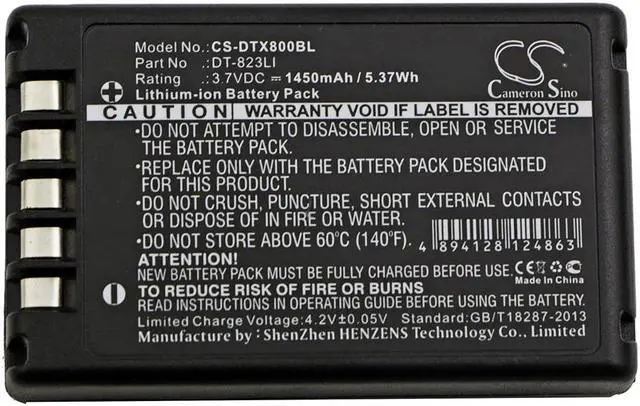 Model No.: CS-DTX800BL
Part No : DT-823LI
Rating : 3.7VDC 1450mAh / 5.37Wh
Lithium-ion Battery Pack
CS
Cameron Sino
CAUTION WARRANTY VOID IF LABEL IS REMOVED
•DO NOT ATTEMPT TO DISASSEMBLE, OPEN OR SERVICE
THE BATTERY PACK.
•REPLACE ONLY WITH THE BATTERY PACK DESIGNATED
FOR THIS PRODUCT.
•DO NOT CRUSH, PUNCTURE, SHORT EXTERNAL CONTACTS
OR DISPOSE OF IN FIRE OR WATER.
•DO NOT STORE ABOVE 60°C (140°F).
4 894128 124863
ATTENTION!
NEW BATTERY PACK MUST BE FULLY CHARGED BEFORE USE.
CE
Made In China
TO REDUCE RISK OF FIRE OR BURNS
READ INSTRUCTIONS IN OPERATING MANUAL BEFORE USE.
Limited Charge Voltage:4.2V±0.05V Standard:GB/T18287-2013
Manufacture by : ShenZhen HENZENS Technology Co., Limited